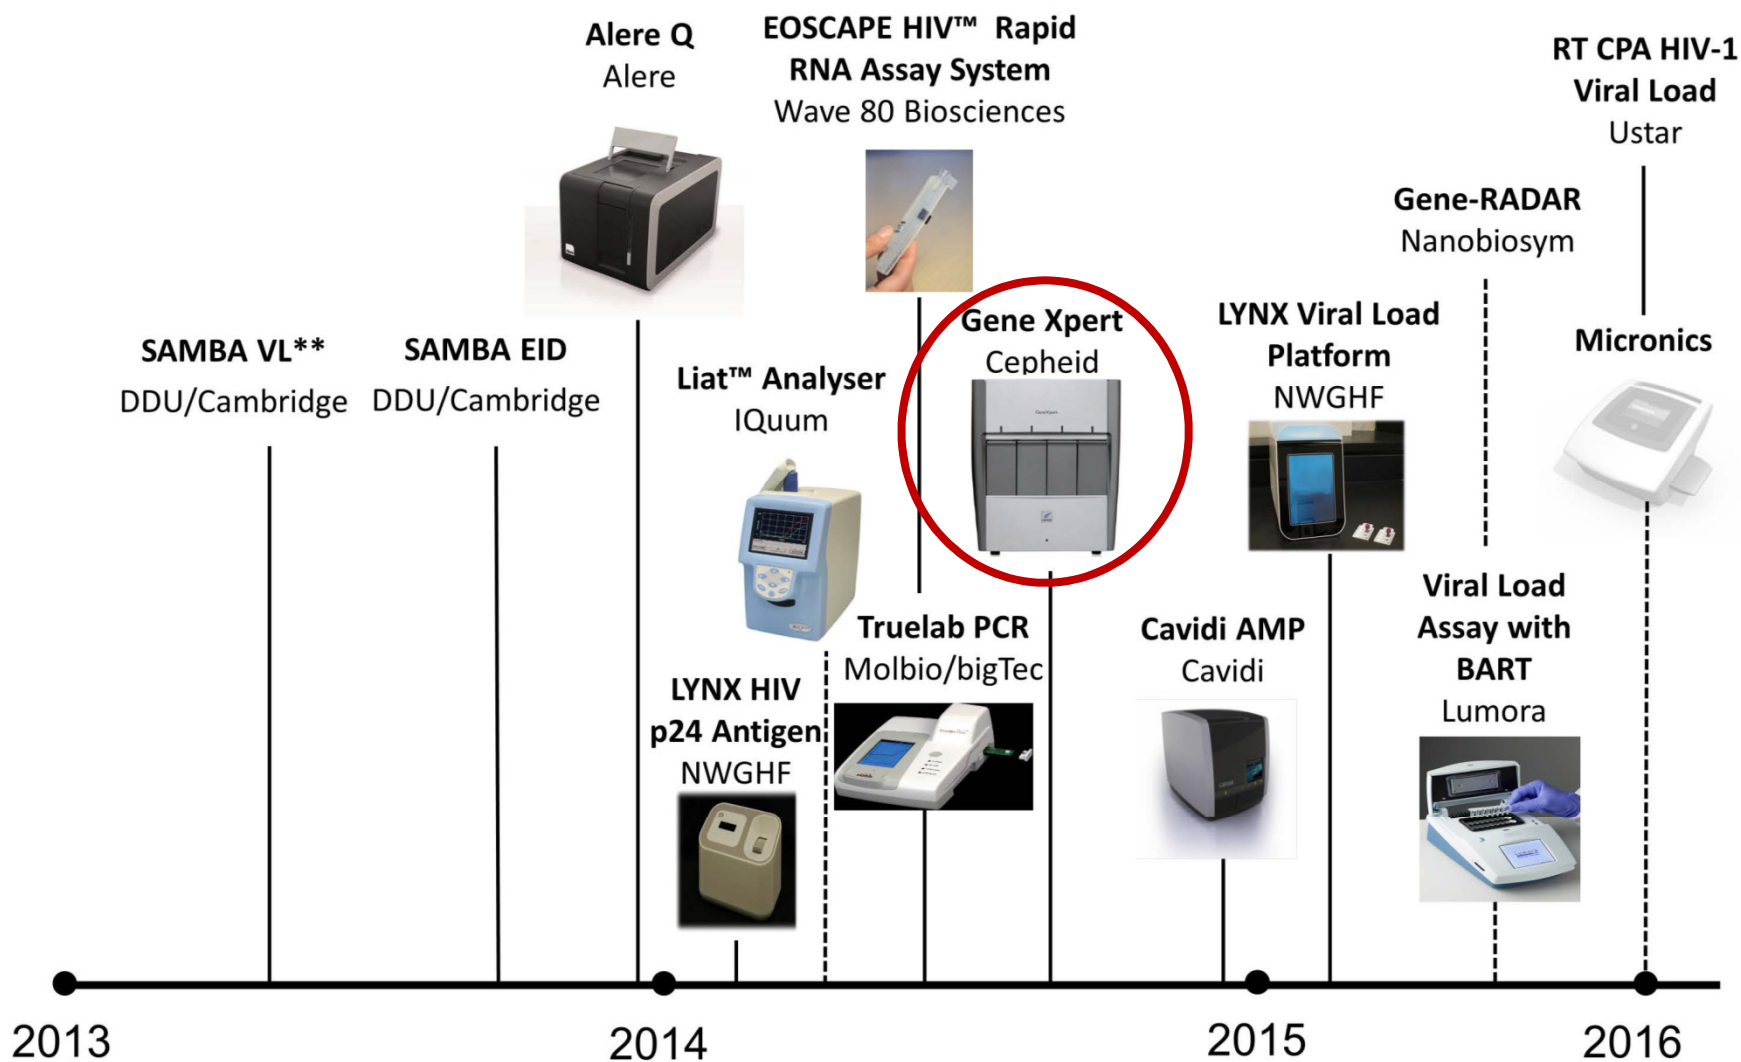 Alere Q
Alere
EOSCAPE HIV™ Rapid
RNA Assay System
Wave 80 Biosciences
RT CPA HIV-1
Viral Load
Ustar
Gene-RADAR
Nanobiosym
SAMBA VL**
DDU/Cambridge
SAMBA EID
DDU/Cambridge
Liat™ Analyser
IQuum
Gene Xpert
Cepheid
LYNX Viral Load
Platform
NWGHF
Micronics
LYNX HIV
p24 Antigen
NWGHF
Truelab PCR
Molbio/bigTec
Cavidi AMP
Cavidi
Viral Load
Assay with
BART
Lumora
2013
2014
2015
2016